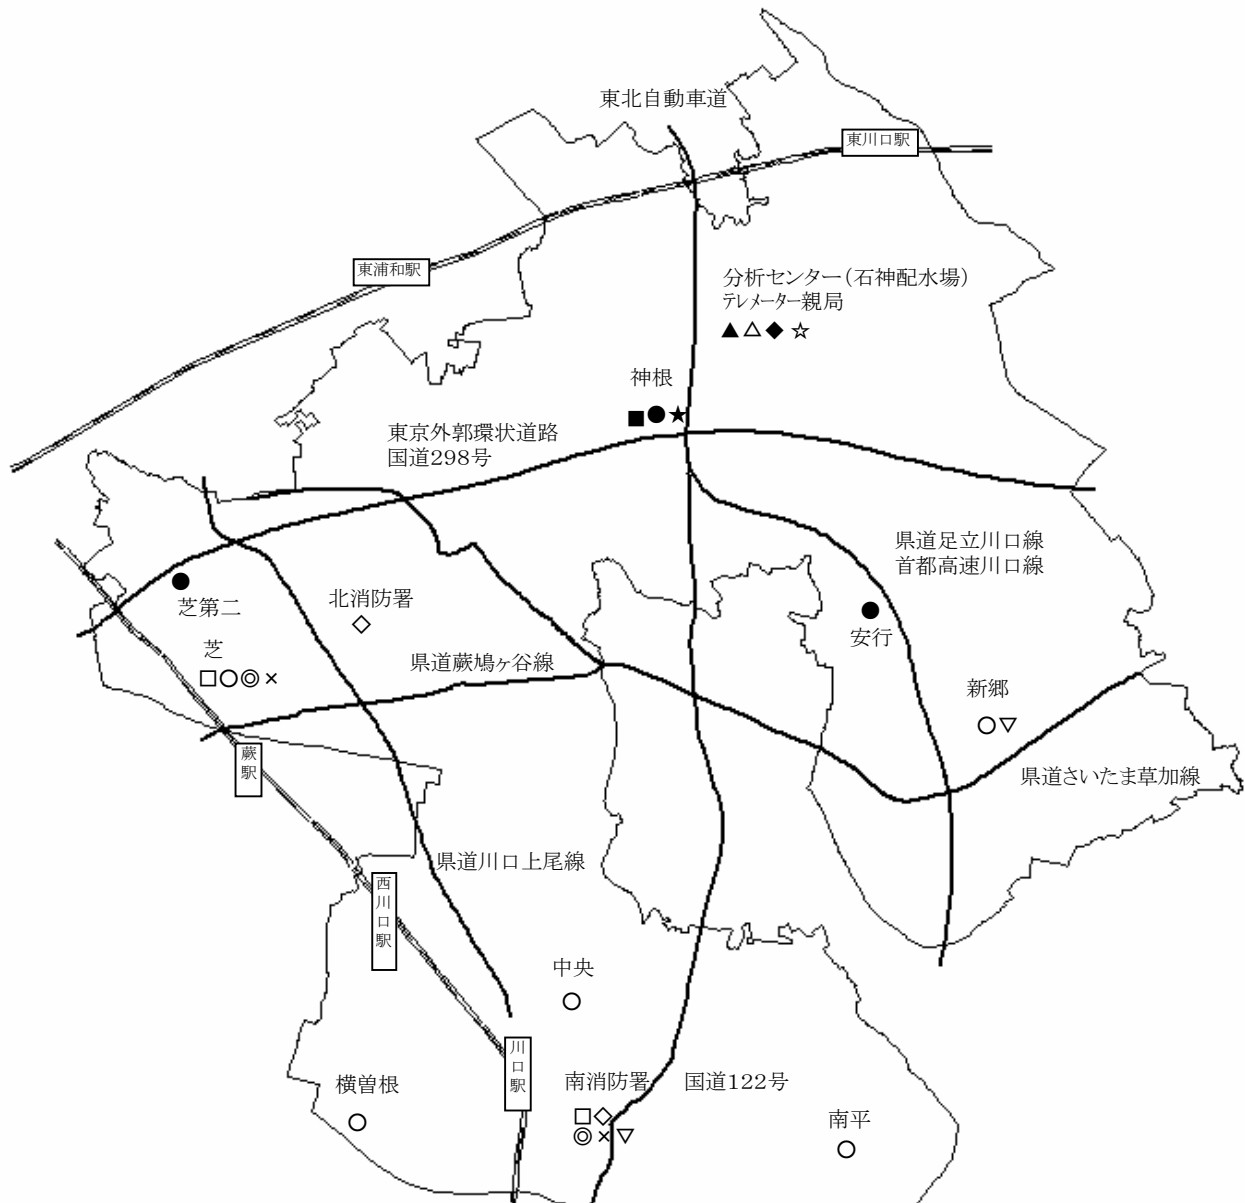 東北自動車道
東川口駅
東浦和駅
分析センター(石神配水場)
テレメーター親局
▲△◆☆
神根
■●★
東京外郭環状道路
国道298号
県道足立川口線
首都高速川口線
●
芝第二
北消防署
◇
●
安行
芝
□○◎×
県道蕨鳩ヶ谷線
新郷
○▽
蕨駅
県道さいたま草加線
県道川口上尾線
西川口駅
中央
○
川口駅
横曽根
○
南消防署
□◇
◎×▽
国道122号
南平
○